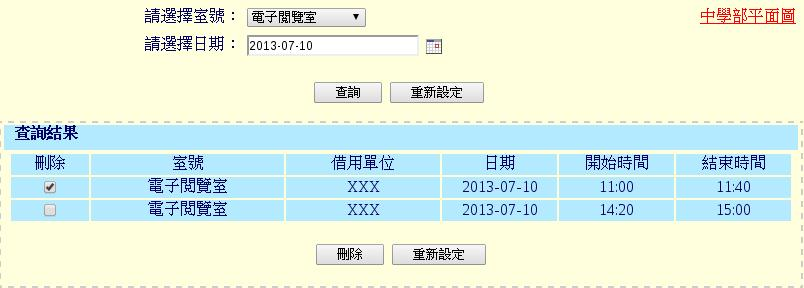 請選擇室號： 電子閱覽室 中學部平面圖
請選擇日期： 2013-07-10
查詢 重新設定
查詢結果
刪除 室號 借用單位 日期 開始時間 結束時間
電子閱覽室 XXX 2013-07-10 11:00 11:40
電子閱覽室 XXX 2013-07-10 14:20 15:00
刪除 重新設定